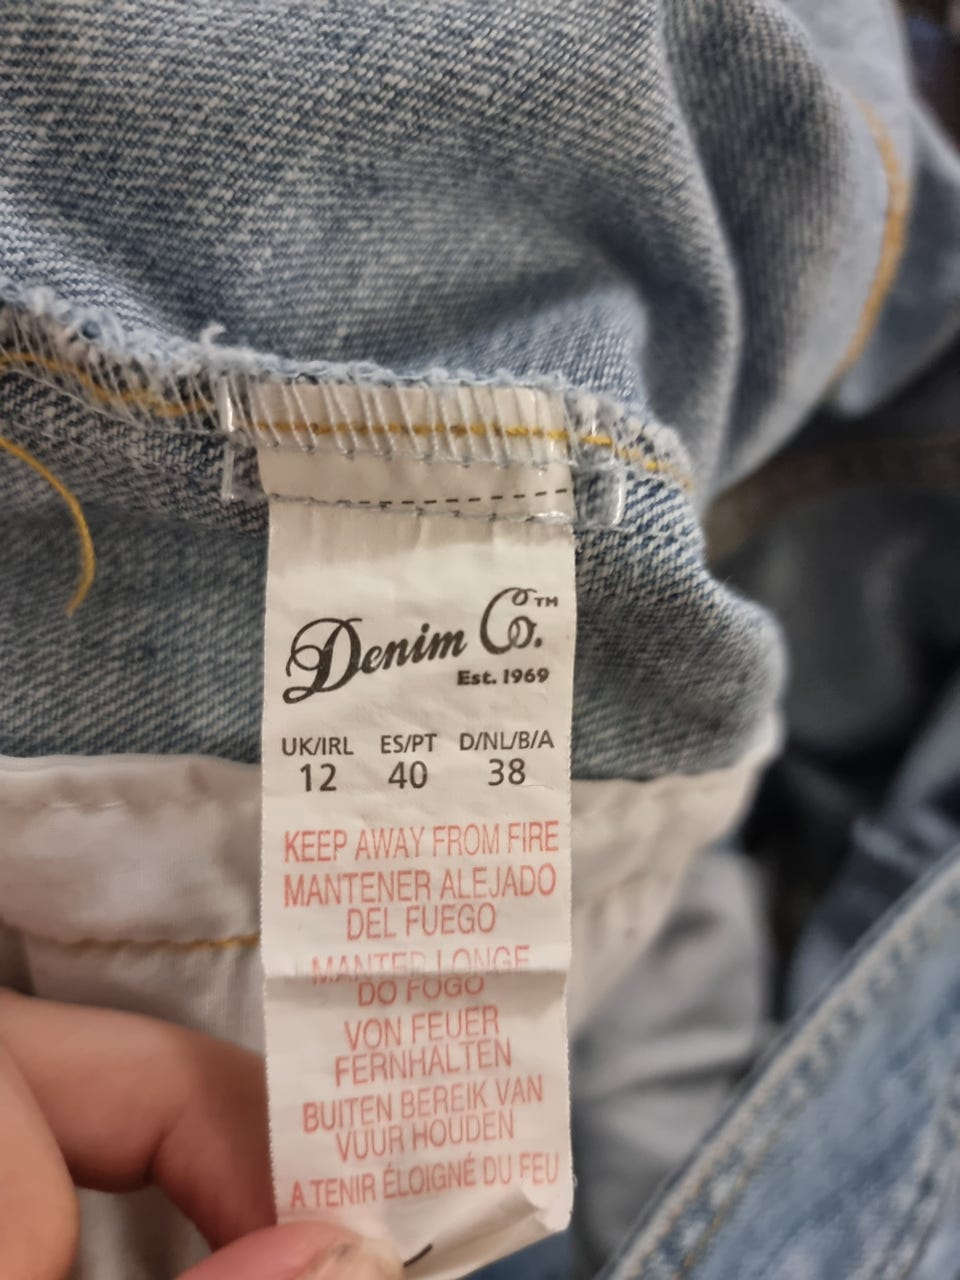 Denim Co.™
Est. 1969
UK/IRL ES/PT D/NL/B/A
12 40 38
KEEP AWAY FROM FIRE
MANTENER ALEJADO
DEL FUEGO
MANTER LONGE
DO FOGO
VON FEUER
FERNHALTEN
BUITEN BEREIK VAN
VUUR HOUDEN
A TENIR ÉLOIGNÉ DU FEU